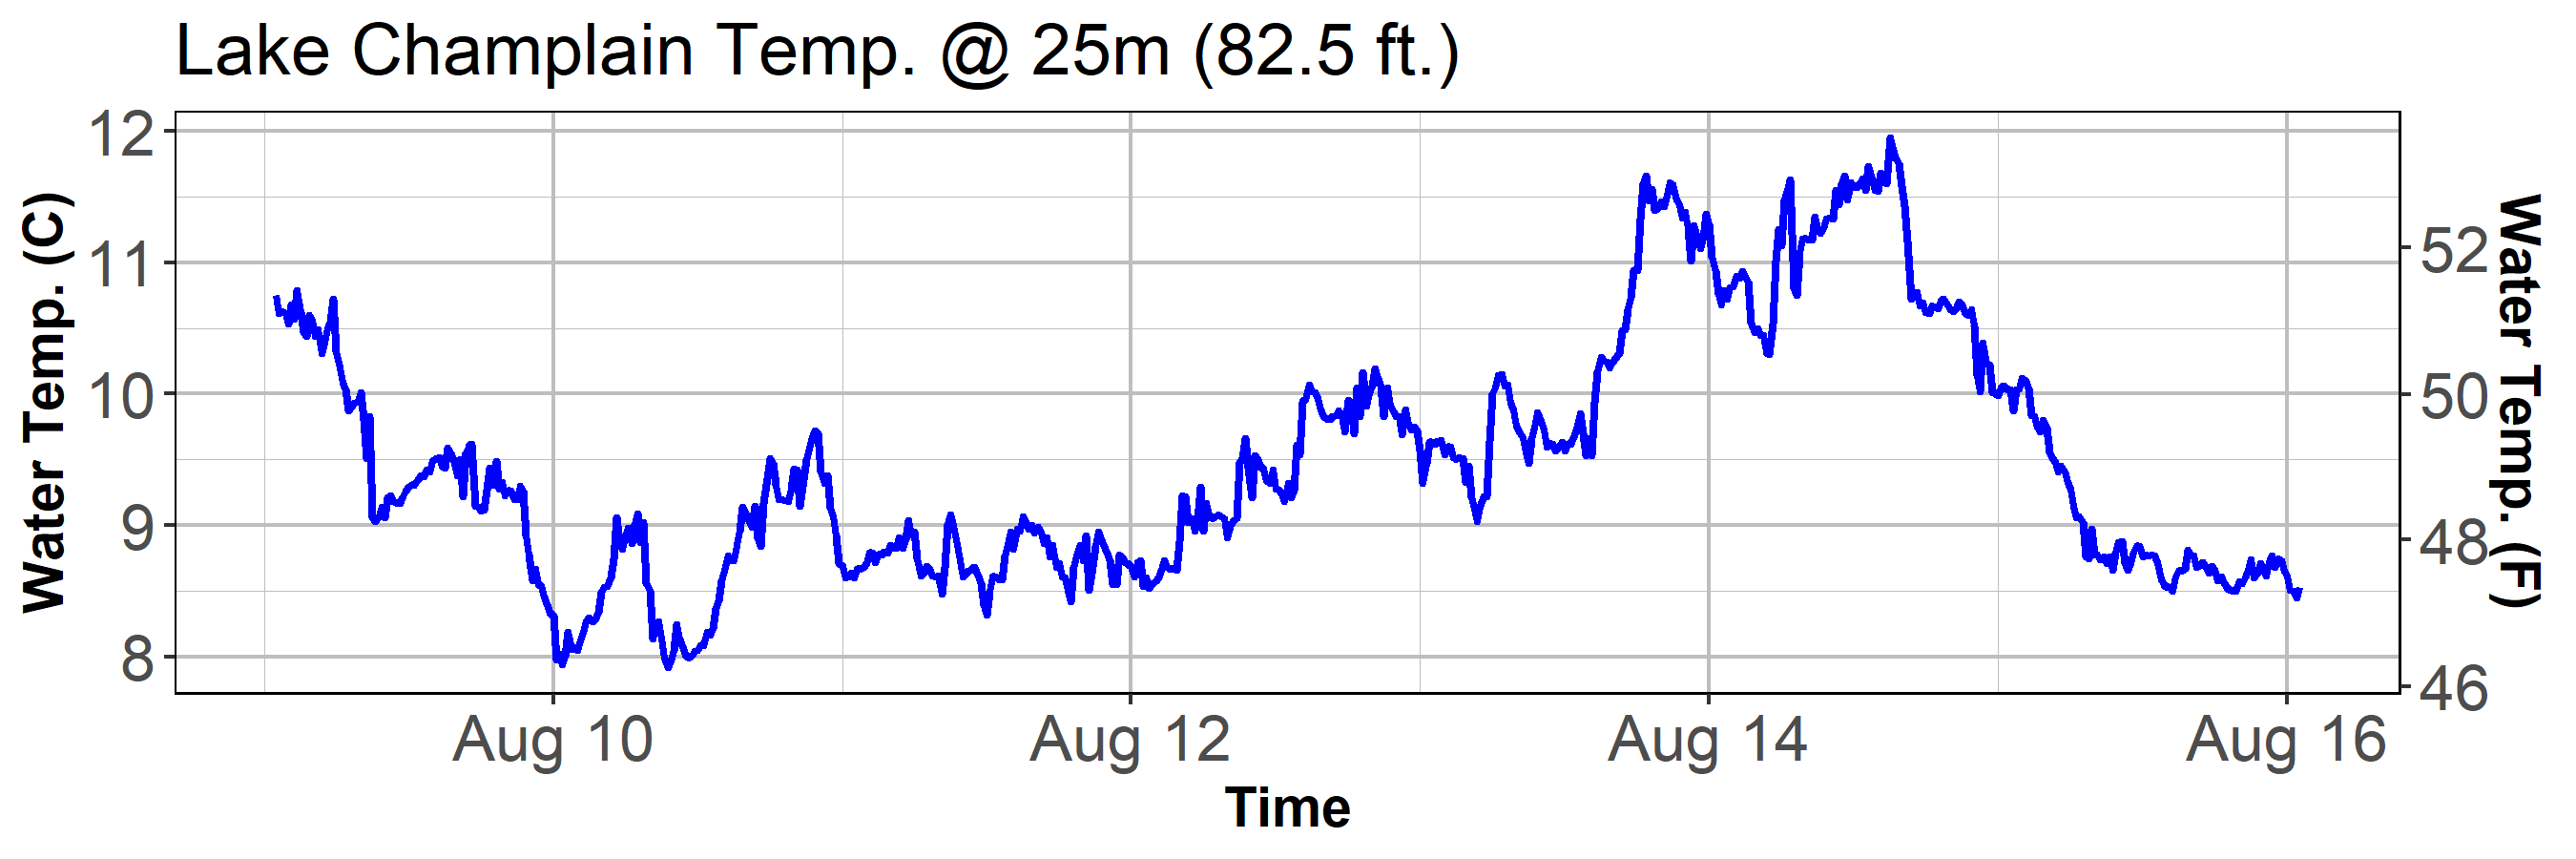 Lake Champlain Temp. @ 25m (82.5 ft.)
Water Temp. (C)
12
11
10
9
8
52
50
48
46
Water Temp. (F)
Aug 10
Aug 12
Aug 14
Aug 16
Time